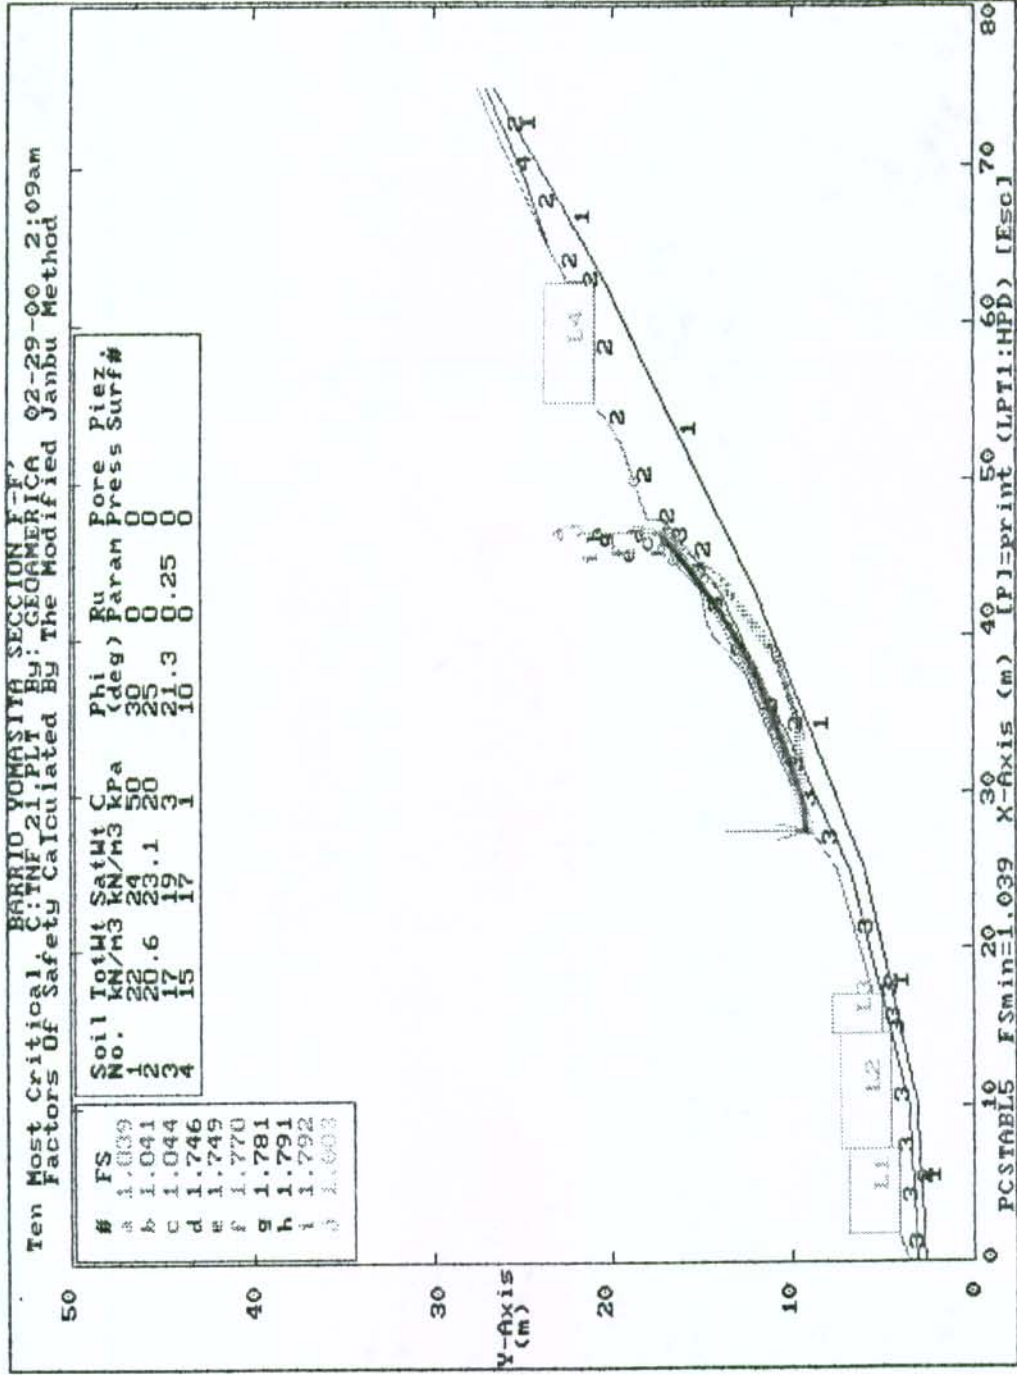 BARRIO YOMASITA SECCION F-F'
Ten Most Critical. C:TNF_21.PLT By: GEOAMERICA 02-29-00 2:09am
Factors Of Safety Calculated By The Modified Janbu Method
# FS
a 1.039
b 1.041
c 1.044
d 1.746
e 1.749
f 1.770
g 1.781
h 1.791
i 1.792
Soil TotWt SatWt C Phi Ru Pore Piez.
No. kN/m3 kN/m3 kPa (deg) Param Press Surf#
1 22 24 50 30 0 0
2 20.6 23.1 20 25 0 0
3 17 19 3 21.3 0.25 0
4 15 17 1 10 0 0
Y-Axis
(m)
50
40
30
20
10
0
L1
L2
L3
L4
0 10 20 30 40 50 60 70 80
PCSTABL5 FSmin=1.039 X-Axis (m) [P]=print (LPT1:HPD) [Esc]